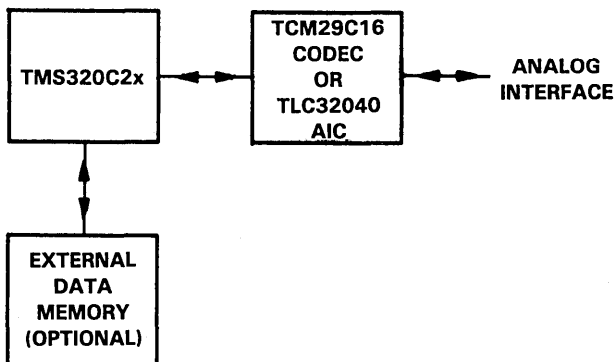 TMS320C2x
TCM29C16
CODEC
OR
TLC32040
AIC
ANALOG
INTERFACE
EXTERNAL
DATA
MEMORY
(OPTIONAL)